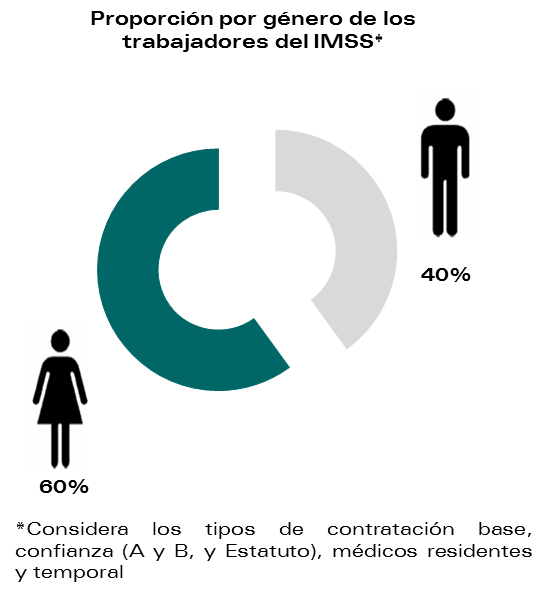 Proporción por género de los
trabajadores del IMSS*
40%
60%
*Considera los tipos de contratación base,
confianza (A y B, y Estatuto), médicos residentes
y temporal